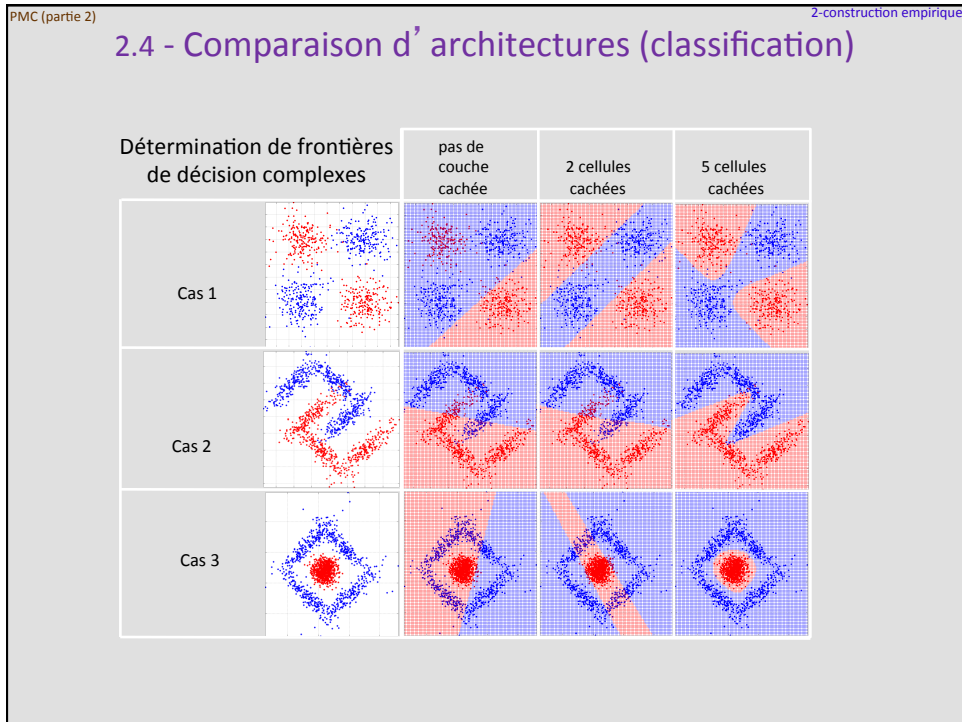 PMC (partie 2)
2-construction empirique
2.4 - Comparaison d’ architectures (classification)
Détermination de frontières
de décision complexes
pas de
couche
cachée
2 cellules
cachées
5 cellules
cachées
Cas 1
Cas 2
Cas 3